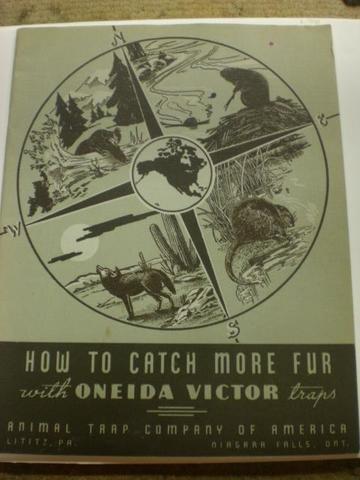 N
E
W
S
HOW TO CATCH MORE FUR
with ONEIDA VICTOR traps
ANIMAL TRAP COMPANY OF AMERICA
LITITZ, PA. NIAGARA FALLS, ONT.